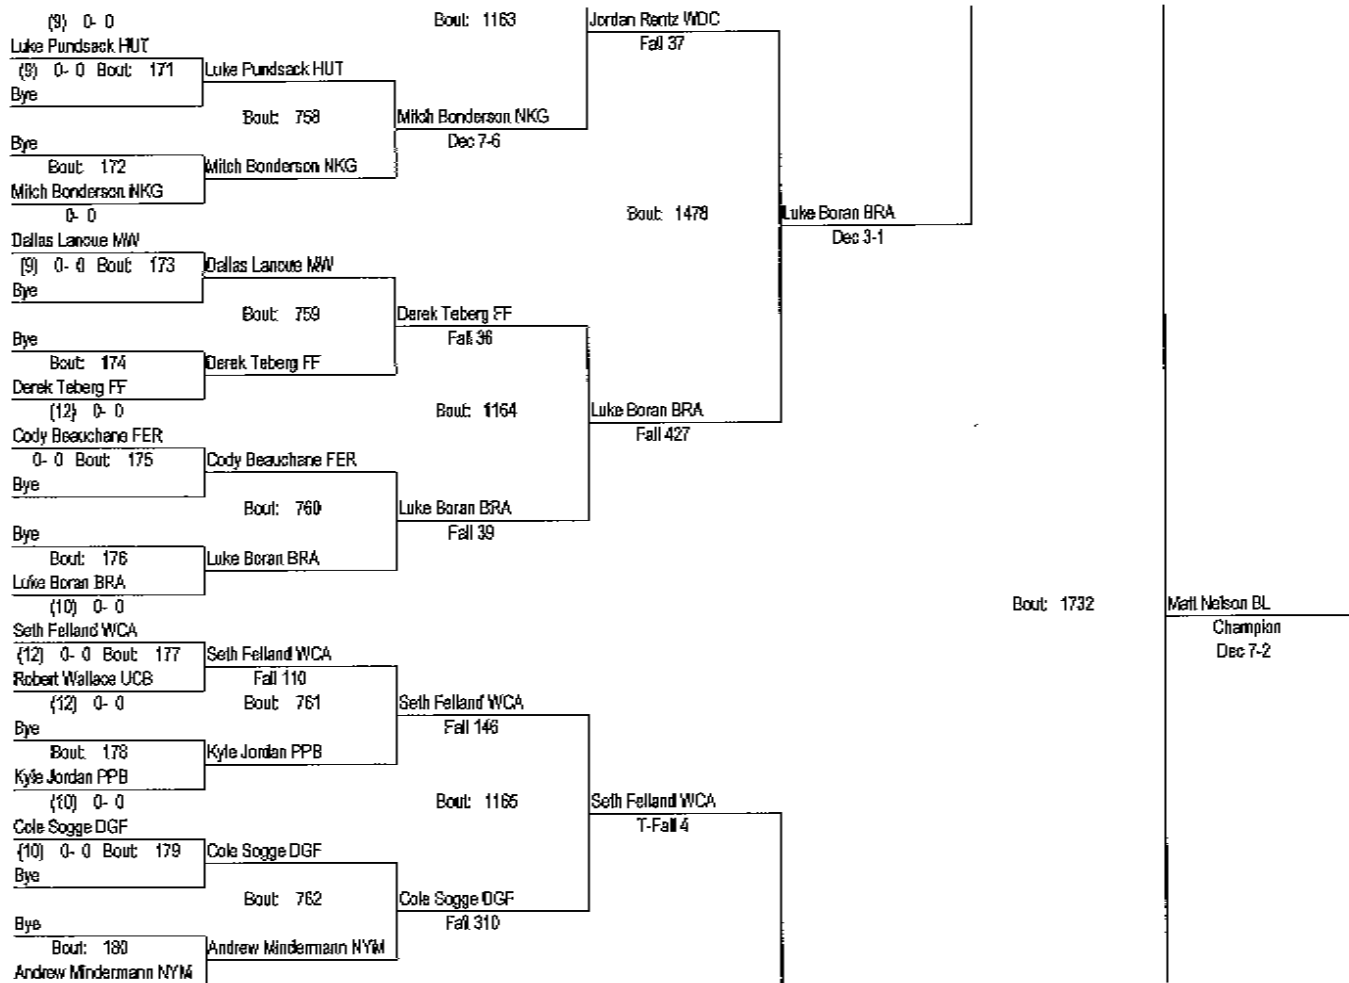 (9) 0- 0
Bout: 1163
Jordan Rentz WDC
Luke Pundsack HUT
Fall 37
(9) 0- 0 Bout: 171
Luke Pundsack HUT
Bye
Bout: 758
Mitch Bonderson NKG
Dec 7-6
Bye
Bout: 172
Mitch Bonderson NKG
Mitch Bonderson NKG
0- 0
Bout: 1478
Luke Boran BRA
Dec 3-1
Dallas Lancue MW
(9) 0- 0 Bout: 173
Dallas Lancue MW
Bye
Bout: 759
Derek Teberg FF
Fall 36
Bye
Bout: 174
Derek Teberg FF
Derek Teberg FF
(12) 0- 0
Bout: 1164
Luke Boran BRA
Fall 427
Cody Beauchane FER
0- 0 Bout: 175
Cody Beauchane FER
Bye
Bout: 760
Luke Boran BRA
Fall 39
Bye
Bout: 176
Luke Boran BRA
Luke Boran BRA
(10) 0- 0
Bout: 1732
Matt Nelson BL
Champion
Dec 7-2
Seth Felland WCA
(12) 0- 0 Bout: 177
Seth Felland WCA
Robert Wallace UCB
Fall 110
(12) 0- 0
Bout: 761
Seth Felland WCA
Fall 146
Bye
Bout: 178
Kyle Jordan PPB
Kyle Jordan PPB
(10) 0- 0
Bout: 1165
Seth Felland WCA
T-Fall 4
Cole Sogge DGF
(10) 0- 0 Bout: 179
Cole Sogge DGF
Bye
Bout: 762
Cole Sogge DGF
Fall 310
Bye
Bout: 180
Andrew Mindermann NYM
Andrew Mindermann NYM